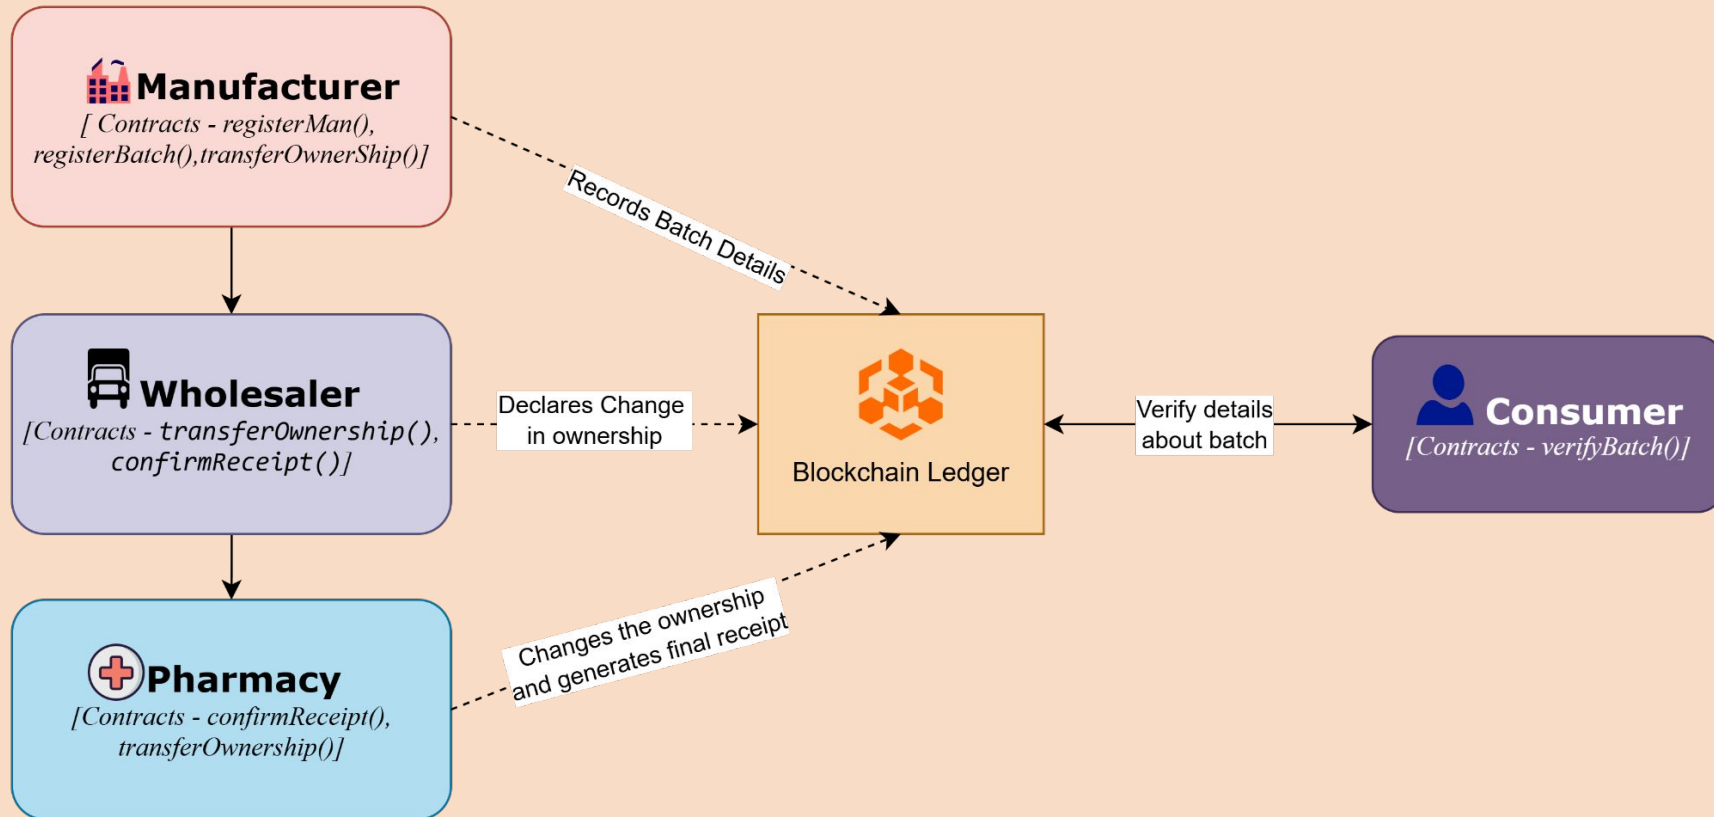 Manufacturer
[ Contracts - registerMan(),
registerBatch(),transferOwnerShip()]
Records Batch Details
Wholesaler
[Contracts - transferOwnership(),
confirmReceipt()]
Declares Change
in ownership
Blockchain Ledger
Verify details
about batch
Consumer
[Contracts - verifyBatch()]
Pharmacy
[Contracts - confirmReceipt(),
transferOwnership()]
Changes the ownership
and generates final receipt